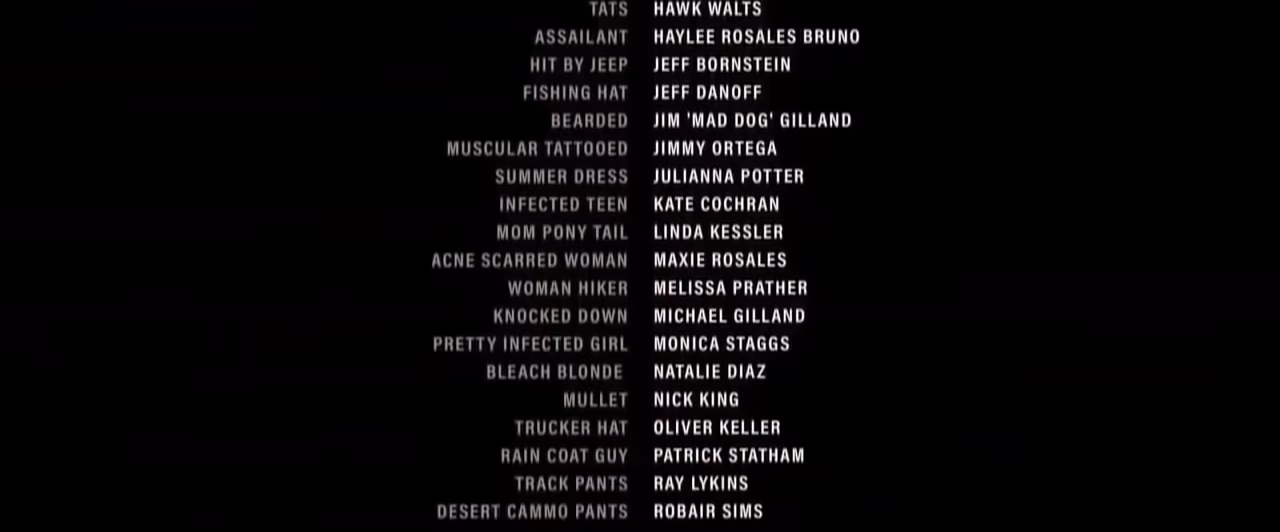 TATS HAWK WALTS
ASSAILANT HAYLEE ROSALES BRUNO
HIT BY JEEP JEFF BORNSTEIN
FISHING HAT JEFF DANOFF
BEARDED JIM 'MAD DOG' GILLAND
MUSCULAR TATTOOED JIMMY ORTEGA
SUMMER DRESS JULIANNA POTTER
INFECTED TEEN KATE COCHRAN
MOM PONY TAIL LINDA KESSLER
ACNE SCARRED WOMAN MAXIE ROSALES
WOMAN HIKER MELISSA PRATHER
KNOCKED DOWN MICHAEL GILLAND
PRETTY INFECTED GIRL MONICA STAGGS
BLEACH BLONDE NATALIE DIAZ
MULLET NICK KING
TRUCKER HAT OLIVER KELLER
RAIN COAT GUY PATRICK STATHAM
TRACK PANTS RAY LYKINS
DESERT CAMMO PANTS ROBAIR SIMS